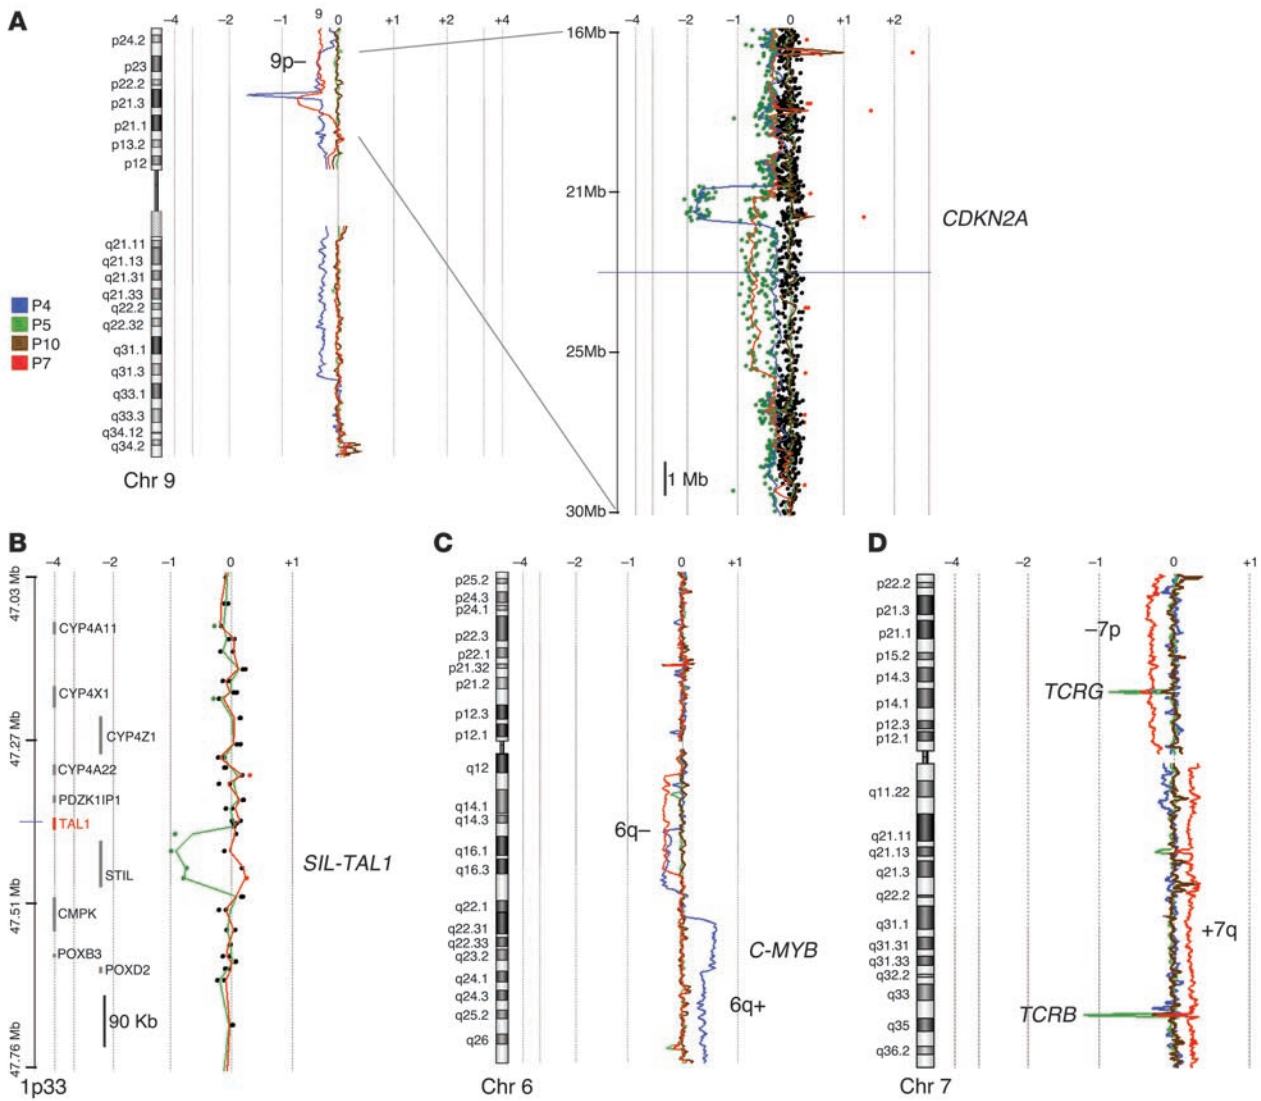 A
−4 −2 −1 9 0 +1 +2 +4
p24.2
p23
p22.2
p21.3
p21.1
p13.2
p12
q21.11
q21.13
q21.31
q21.33
q22.2
q22.32
q31.1
q31.3
q33.1
q33.3
q34.12
q34.2
Chr 9
9p−
P4
P5
P10
P7
−4 −2 −1 0 +1 +2
16Mb
21Mb
25Mb
30Mb
1 Mb
CDKN2A
B
−4 −2 −1 0 +1
47.03 Mb
47.27 Mb
47.51 Mb
47.76 Mb
CYP4A11
CYP4X1
CYP4Z1
CYP4A22
PDZK1IP1
TAL1
STIL
CMPK
POXB3
POXD2
90 Kb
1p33
SIL-TAL1
C
−4 −2 −1 0 +1
p25.2
p24.3
p24.1
p22.3
p22.1
p21.32
p21.2
p12.3
p12.1
q12
q14.1
q14.3
q16.1
q16.3
q22.1
q22.31
q22.33
q23.2
q24.1
q24.3
q25.2
q26
Chr 6
6q−
C-MYB
6q+
D
−4 −2 −1 0 +1
p22.2
p21.3
p21.1
p15.2
p14.3
p14.1
p12.3
p12.1
q11.22
q21.11
q21.13
q21.3
q22.2
q31.1
q31.31
q31.33
q32.2
q33
q35
q36.2
Chr 7
−7p
TCRG
+7q
TCRB